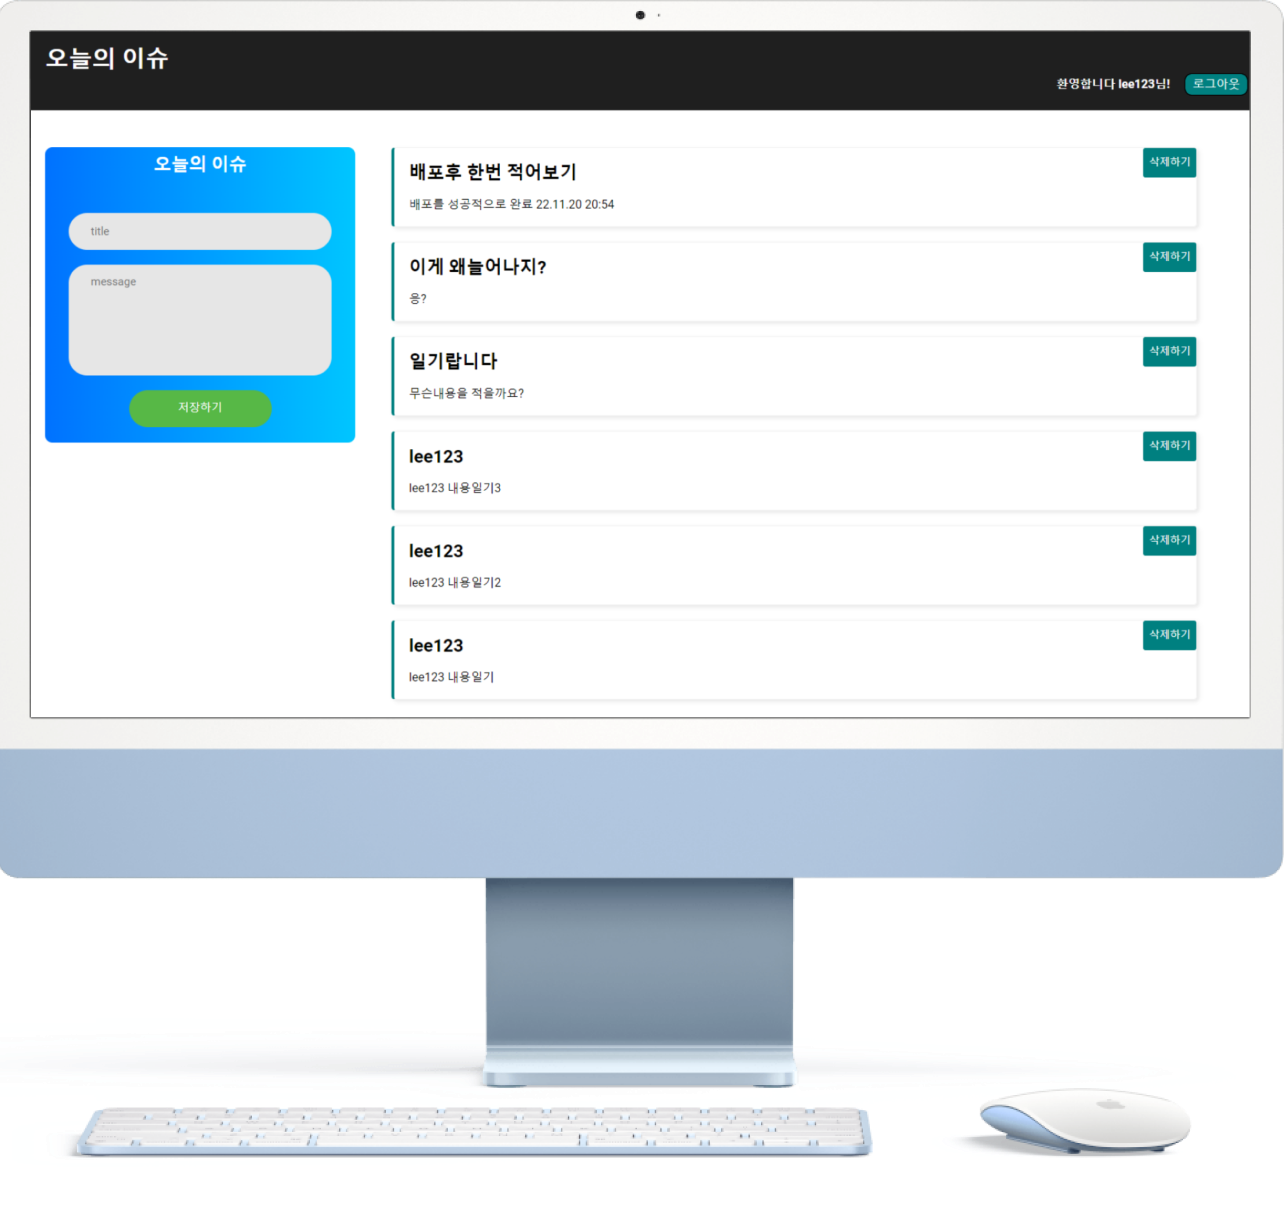 오늘의 이슈
환영합니다 lee123님!
로그아웃
오늘의 이슈
title
message
저장하기
배포후 한번 적어보기
삭제하기
배포를 성공적으로 완료 22.11.20 20:54
이게 왜늘어나지?
삭제하기
응?
일기랍니다
삭제하기
무슨내용을 적을까요?
lee123
삭제하기
lee123 내용일기3
lee123
삭제하기
lee123 내용일기2
lee123
삭제하기
lee123 내용일기